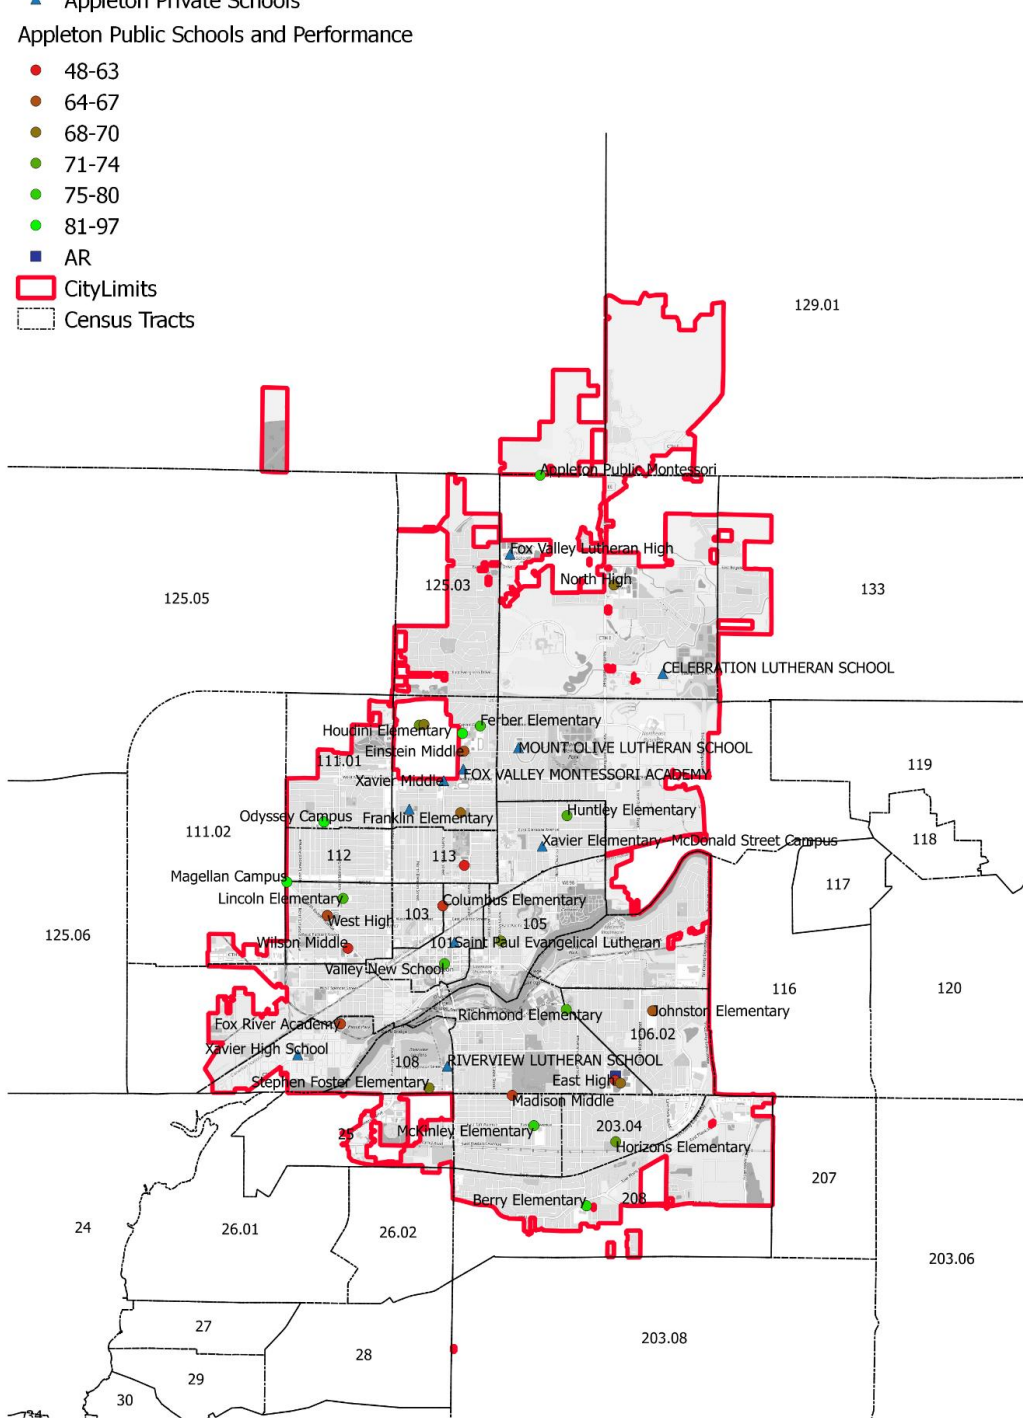 Appleton Private Schools
Appleton Public Schools and Performance
48-63
64-67
68-70
71-74
75-80
81-97
AR
CityLimits
Census Tracts
129.01
Appleton Public Montessori
Fox Valley Lutheran High
North High
125.03
125.05
133
CELEBRATION LUTHERAN SCHOOL
Ferber Elementary
Houdini Elementary
Einstein Middle
MOUNT OLIVE LUTHERAN SCHOOL
111.01
119
FOX VALLEY MONTESSORI ACADEMY
Xavier Middle
Huntley Elementary
Odyssey Campus
Franklin Elementary
111.02
118
Xavier Elementary- McDonald Street Campus
112
113
Magellan Campus
117
Lincoln Elementary
Columbus Elementary
103
West High
105
125.06
Wilson Middle
101
Saint Paul Evangelical Lutheran
Valley New School
116
120
Richmond Elementary
Johnston Elementary
Fox River Academy
106.02
Xavier High School
108
RIVERVIEW LUTHERAN SCHOOL
Stephen Foster Elementary
East High
Madison Middle
203.04
McKinley Elementary
25
Horizons Elementary
207
Berry Elementary
208
24
26.01
26.02
203.06
27
28
203.08
29
30